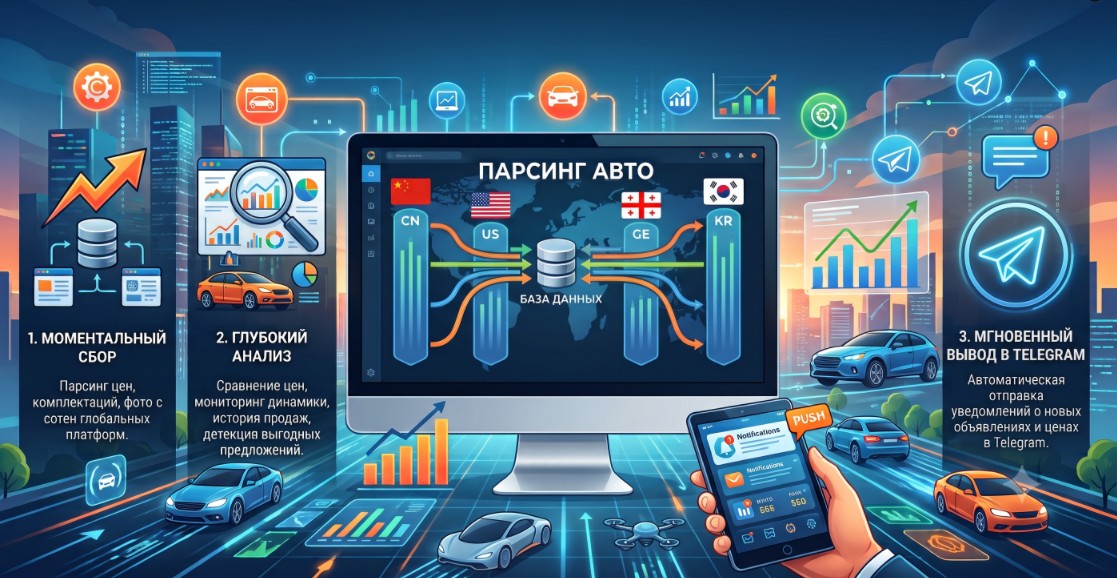 ПАРСИНГ АВТО
CN
US
GE
KR
БАЗА ДАННЫХ
1. МОМЕНТАЛЬНЫЙ
СБОР
Парсинг цен,
комплектаций, фото с
сотен глобальных
платформ.
2. ГЛУБОКИЙ
АНАЛИЗ
Сравнение цен,
мониторинг динамики,
история продаж,
детекция выгодных
предложений.
3. МГНОВЕННЫЙ
ВЫВОД В TELEGRAM
Автоматическая
отправка
уведомлений о новых
объявлениях и ценах
в Telegram.
PUSH
Notifications
Notifications